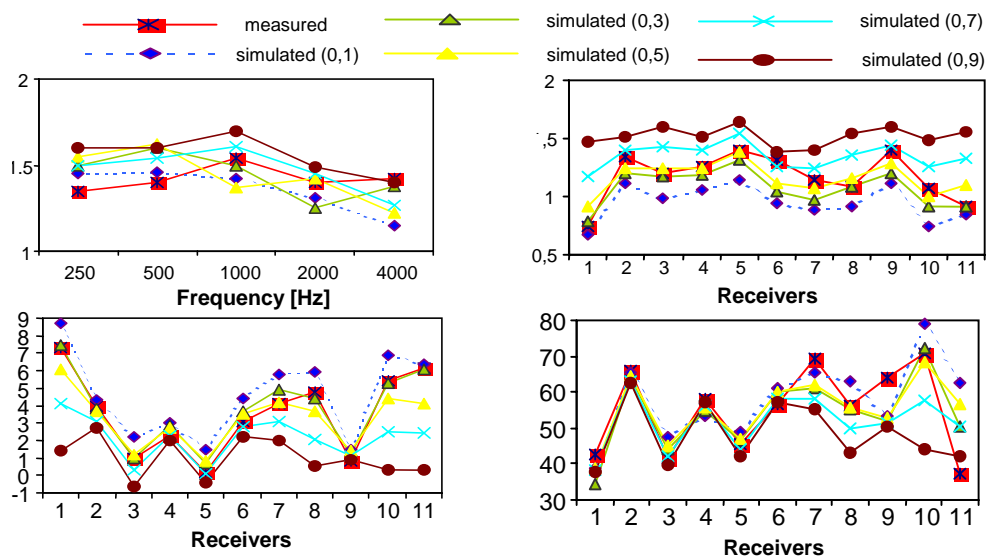 measured
simulated (0,3)
simulated (0,7)
simulated (0,1)
simulated (0,5)
simulated (0,9)
2
1.5
1
250 500 1000 2000 4000
Frequency [Hz]
2
,5
1
0,5
1 2 3 4 5 6 7 8 9 10 11
Receivers
9
8
7
6
5
4
3
2
1
0
-1
1 2 3 4 5 6 7 8 9 10 11
Receivers
80
70
60
50
40
30
1 2 3 4 5 6 7 8 9 10 11
Receivers